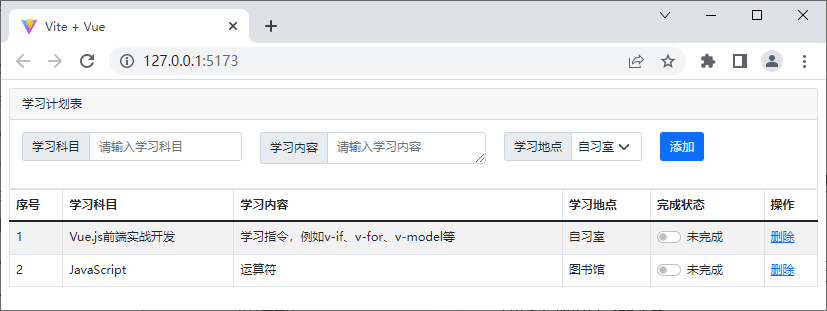 Vite + Vue
127.0.0.1:5173
学习计划表
学习科目 请输入学习科目 学习内容 请输入学习内容 学习地点 自习室 添加
序号 学习科目 学习内容 学习地点 完成状态 操作
1 Vue.js前端实战开发 学习指令，例如v-if、v-for、v-model等 自习室 未完成 删除
2 JavaScript 运算符 图书馆 未完成 删除